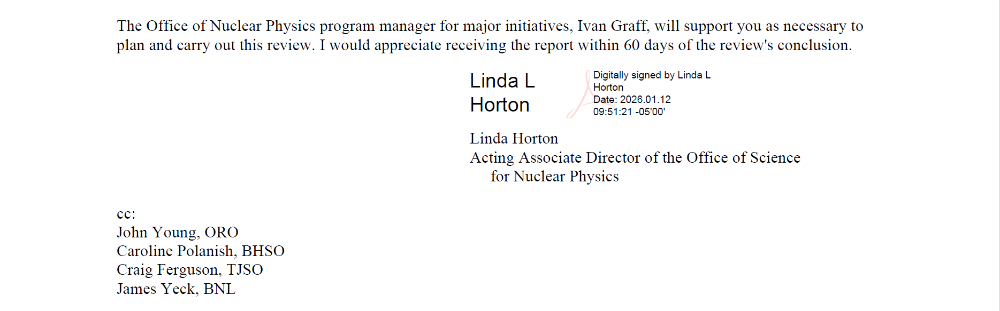 The Office of Nuclear Physics program manager for major initiatives, Ivan Graff, will support you as necessary to
plan and carry out this review. I would appreciate receiving the report within 60 days of the review's conclusion.
Linda L
Horton
Digitally signed by Linda L
Horton
Date: 2026.01.12
09:51:21 -05'00'
Linda Horton
Acting Associate Director of the Office of Science
for Nuclear Physics
cc:
John Young, ORO
Caroline Polanish, BHSO
Craig Ferguson, TJSO
James Yeck, BNL